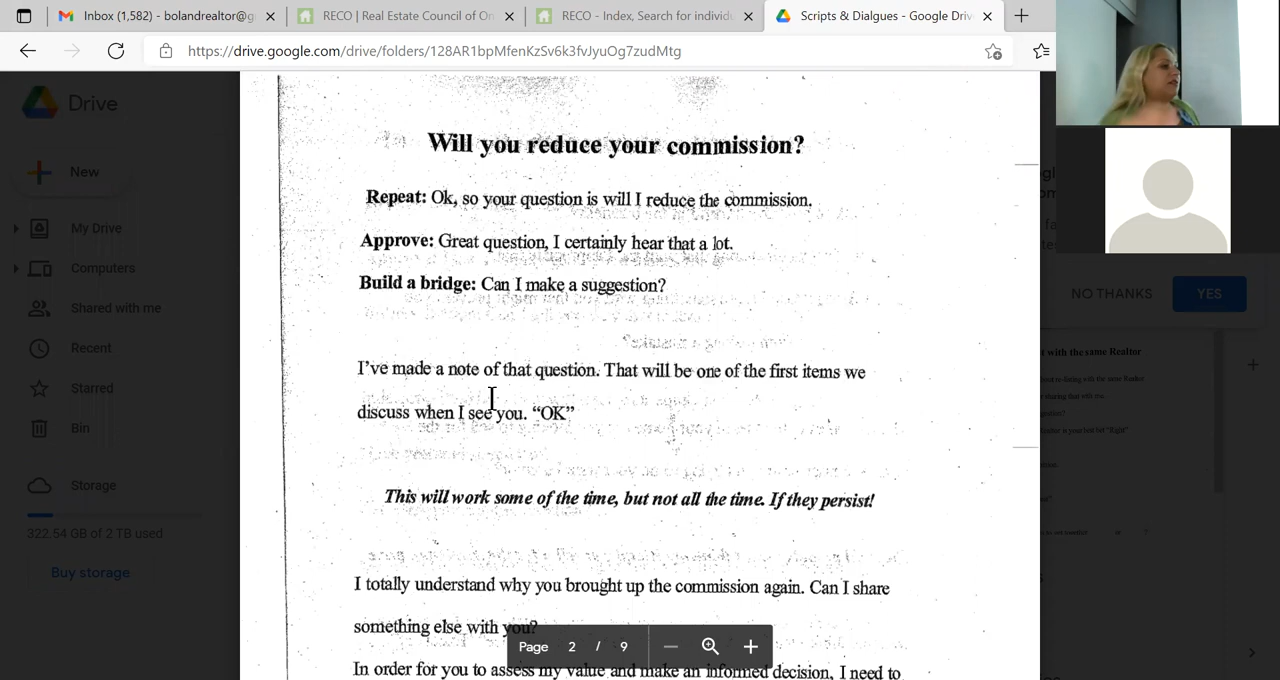 Inbox (1,582) - bolandrealtor@g
RECO | Real Estate Council of On
RECO - Index, Search for individu
Scripts & Dialgues - Google Driv
https://drive.google.com/drive/folders/128AR1bpMfenKzSv6k3fvJyuOg7zudMtg
Drive
New
My Drive
Computers
Shared with me
Recent
Starred
Bin
Storage
322.54 GB of 2 TB used
Buy storage
Will you reduce your commission?
Repeat: Ok, so your question is will I reduce the commission.
Approve: Great question, I certainly hear that a lot.
Build a bridge: Can I make a suggestion?
I've made a note of that question. That will be one of the first items we
discuss when I see you. “OK”
This will work some of the time, but not all the time. If they persist!
I totally understand why you brought up the commission again. Can I share
something else with you?
In order for you to assess my value and make an informed decision, I need to
Page 2 / 9
NO THANKS
YES
t with the same Realtor